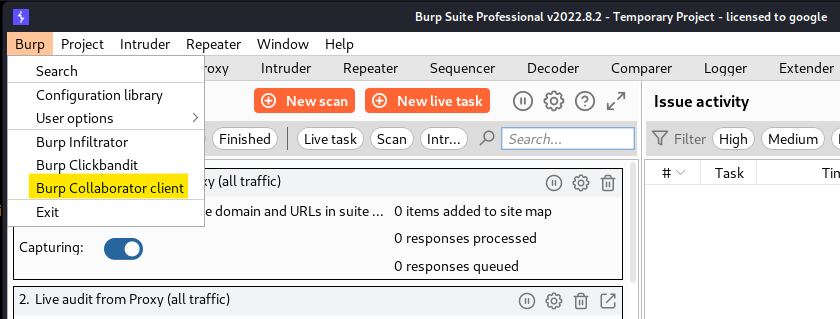 Burp Suite Professional v2022.8.2 - Temporary Project - licensed to google
Burp Project Intruder Repeater Window Help
Search
Configuration library
User options
Burp Infiltrator
Burp Clickbandit
Burp Collaborator client
Exit
roxy Intruder Repeater Sequencer Decoder Comparer Logger Extender
New scan New live task
Finished Live task Scan Intr... Search...
xy (all traffic)
e domain and URLs in suite ... 0 items added to site map
0 responses processed
Capturing:
0 responses queued
2. Live audit from Proxy (all traffic)
Issue activity
Filter High Medium
# Task Tim